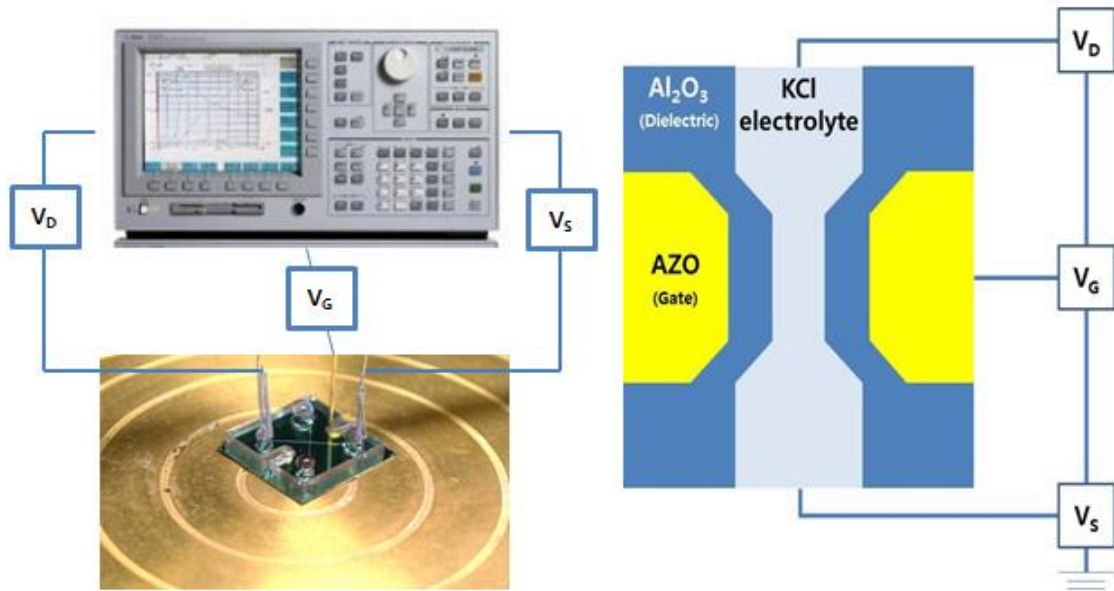 V_D
V_S
V_G
Al₂O₃
(Dielectric)
KCl
electrolyte
AZO
(Gate)
V_D
V_G
V_S